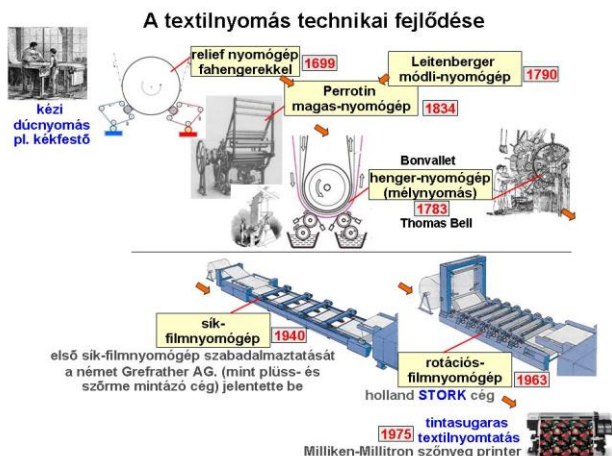 A textilnyomás technikai fejlődése
relief nyomógép
fahengerekkel
1699
Leitenberger
módli-nyomógép
1790
kézi
dúcnyomás
pl. kékfestő
Perrotin
magas-nyomógép
1834
Bonvallet
henger-nyomógép
(mélynyomás)
1783
Thomas Bell
sík-
filmnyomógép
1940
első sík-filmnyomógép szabadalmaztatását
a német Grefrather AG. (mint plüss- és
szőrme mintázó cég) jelentette be
rotációs-
filmnyomógép
1963
holland STORK cég
1975
tintasugaras
textilnyomtatás
Milliken-Millitron szőnyeg printer